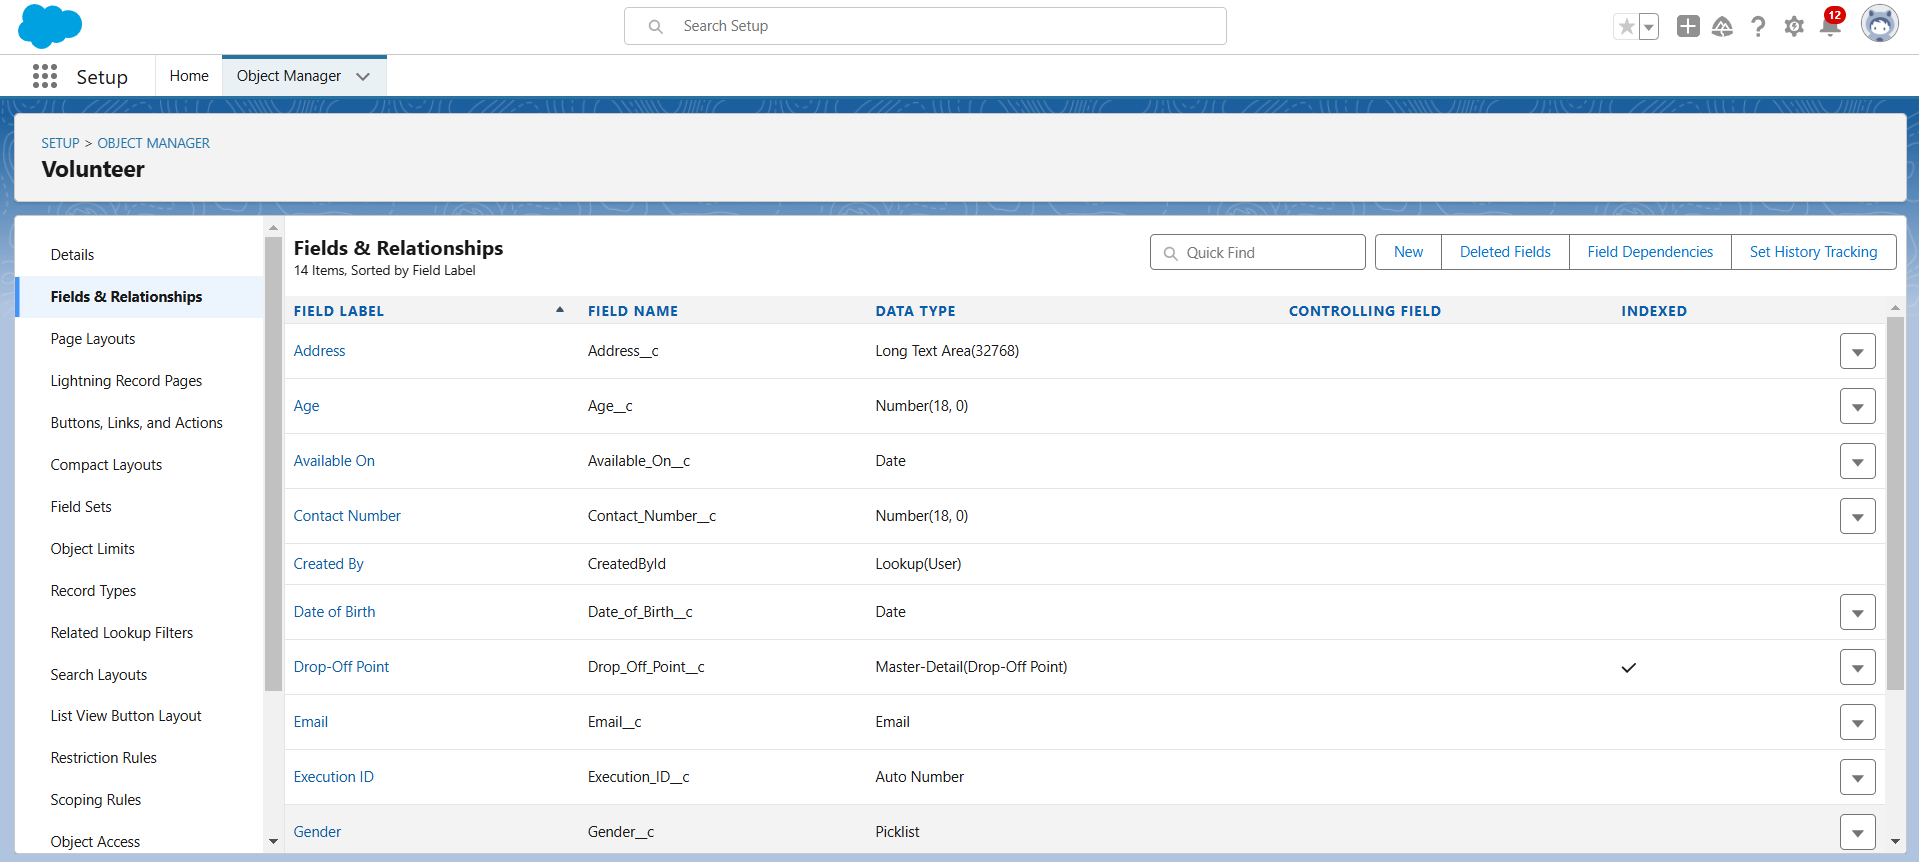 Search Setup
12
Setup
Home
Object Manager
SETUP > OBJECT MANAGER
Volunteer
Details
Fields & Relationships
Page Layouts
Lightning Record Pages
Buttons, Links, and Actions
Compact Layouts
Field Sets
Object Limits
Record Types
Related Lookup Filters
Search Layouts
List View Button Layout
Restriction Rules
Scoping Rules
Object Access
Fields & Relationships
14 Items, Sorted by Field Label
Quick Find
New
Deleted Fields
Field Dependencies
Set History Tracking
FIELD LABEL FIELD NAME DATA TYPE CONTROLLING FIELD INDEXED
Address Address__c Long Text Area(32768)
Age Age__c Number(18, 0)
Available On Available_On__c Date
Contact Number Contact_Number__c Number(18, 0)
Created By CreatedById Lookup(User)
Date of Birth Date_of_Birth__c Date
Drop-Off Point Drop_Off_Point__c Master-Detail(Drop-Off Point)
Email Email__c Email
Execution ID Execution_ID__c Auto Number
Gender Gender__c Picklist